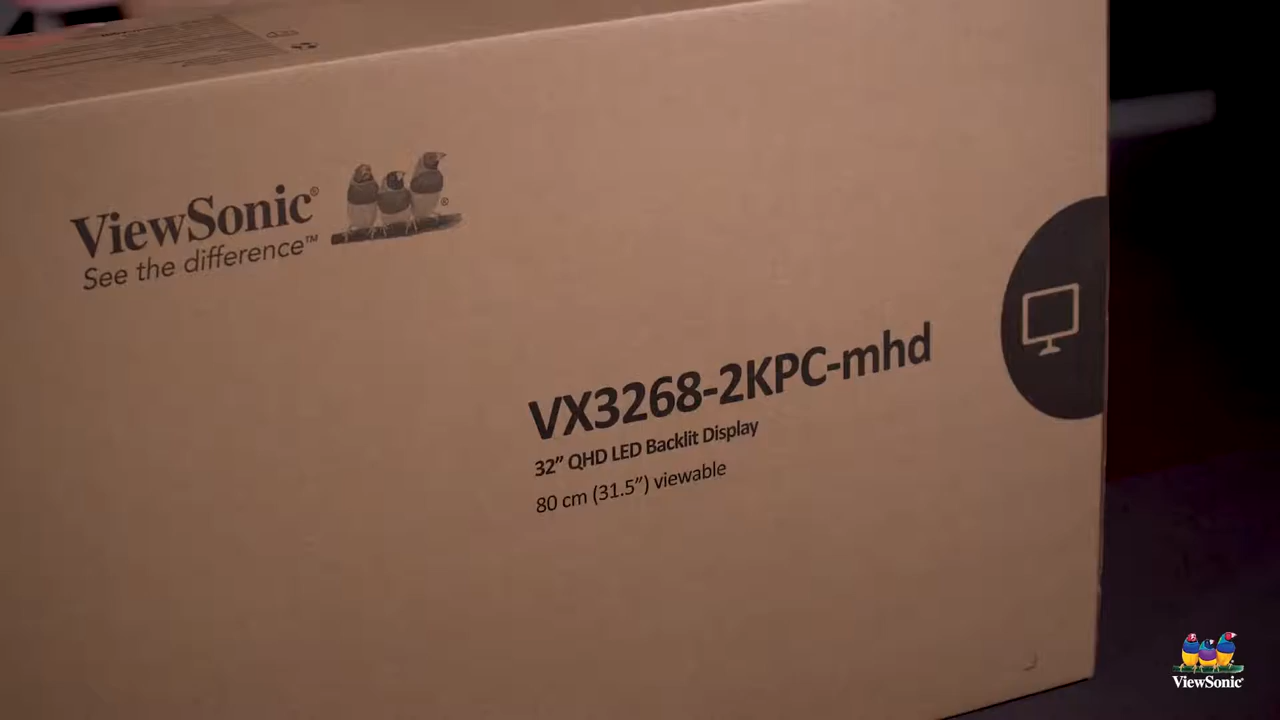 ViewSonic®
See the difference™
®
VX3268-2KPC-mhd
32” QHD LED Backlit Display
80 cm (31.5”) viewable
ViewSonic®